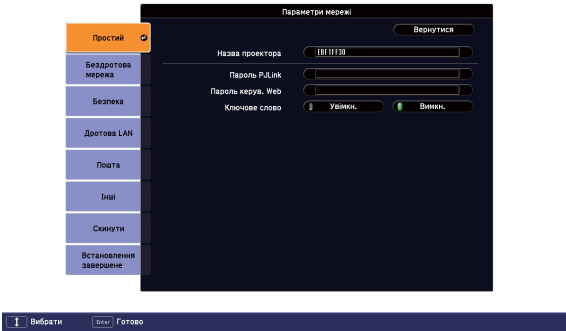 Параметри мережі
Вернутися
Простий
Назва проектора EBF1FF30
Бездротова
мережа
Пароль PJLink
Пароль керув. Web
Безпека
Ключове слово Увімкн. Вимкн.
Дротова LAN
Пошта
Інші
Скинути
Встановлення
завершене
Вибрати Enter Готово